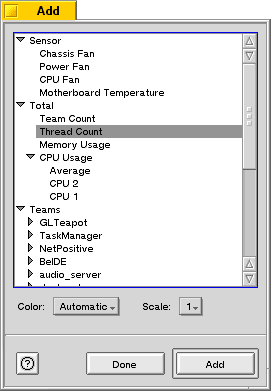 Add
Sensor
Chassis Fan
Power Fan
CPU Fan
Motherboard Temperature
Total
Team Count
Thread Count
Memory Usage
CPU Usage
Average
CPU 2
CPU 1
Teams
GLTeapot
TaskManager
NetPositive
BeIDE
audio_server
Color: Automatic Scale: 1
? Done Add